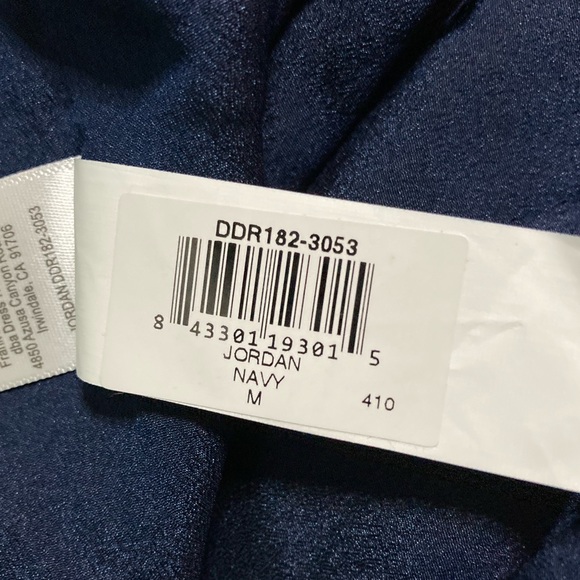 DDR182-3053
8 43301 19301 5
JORDAN
NAVY
M 410
dba Dress
4850 Azusa Canyon
Irwindale, CA 91706
JORDAN DDR182-3053